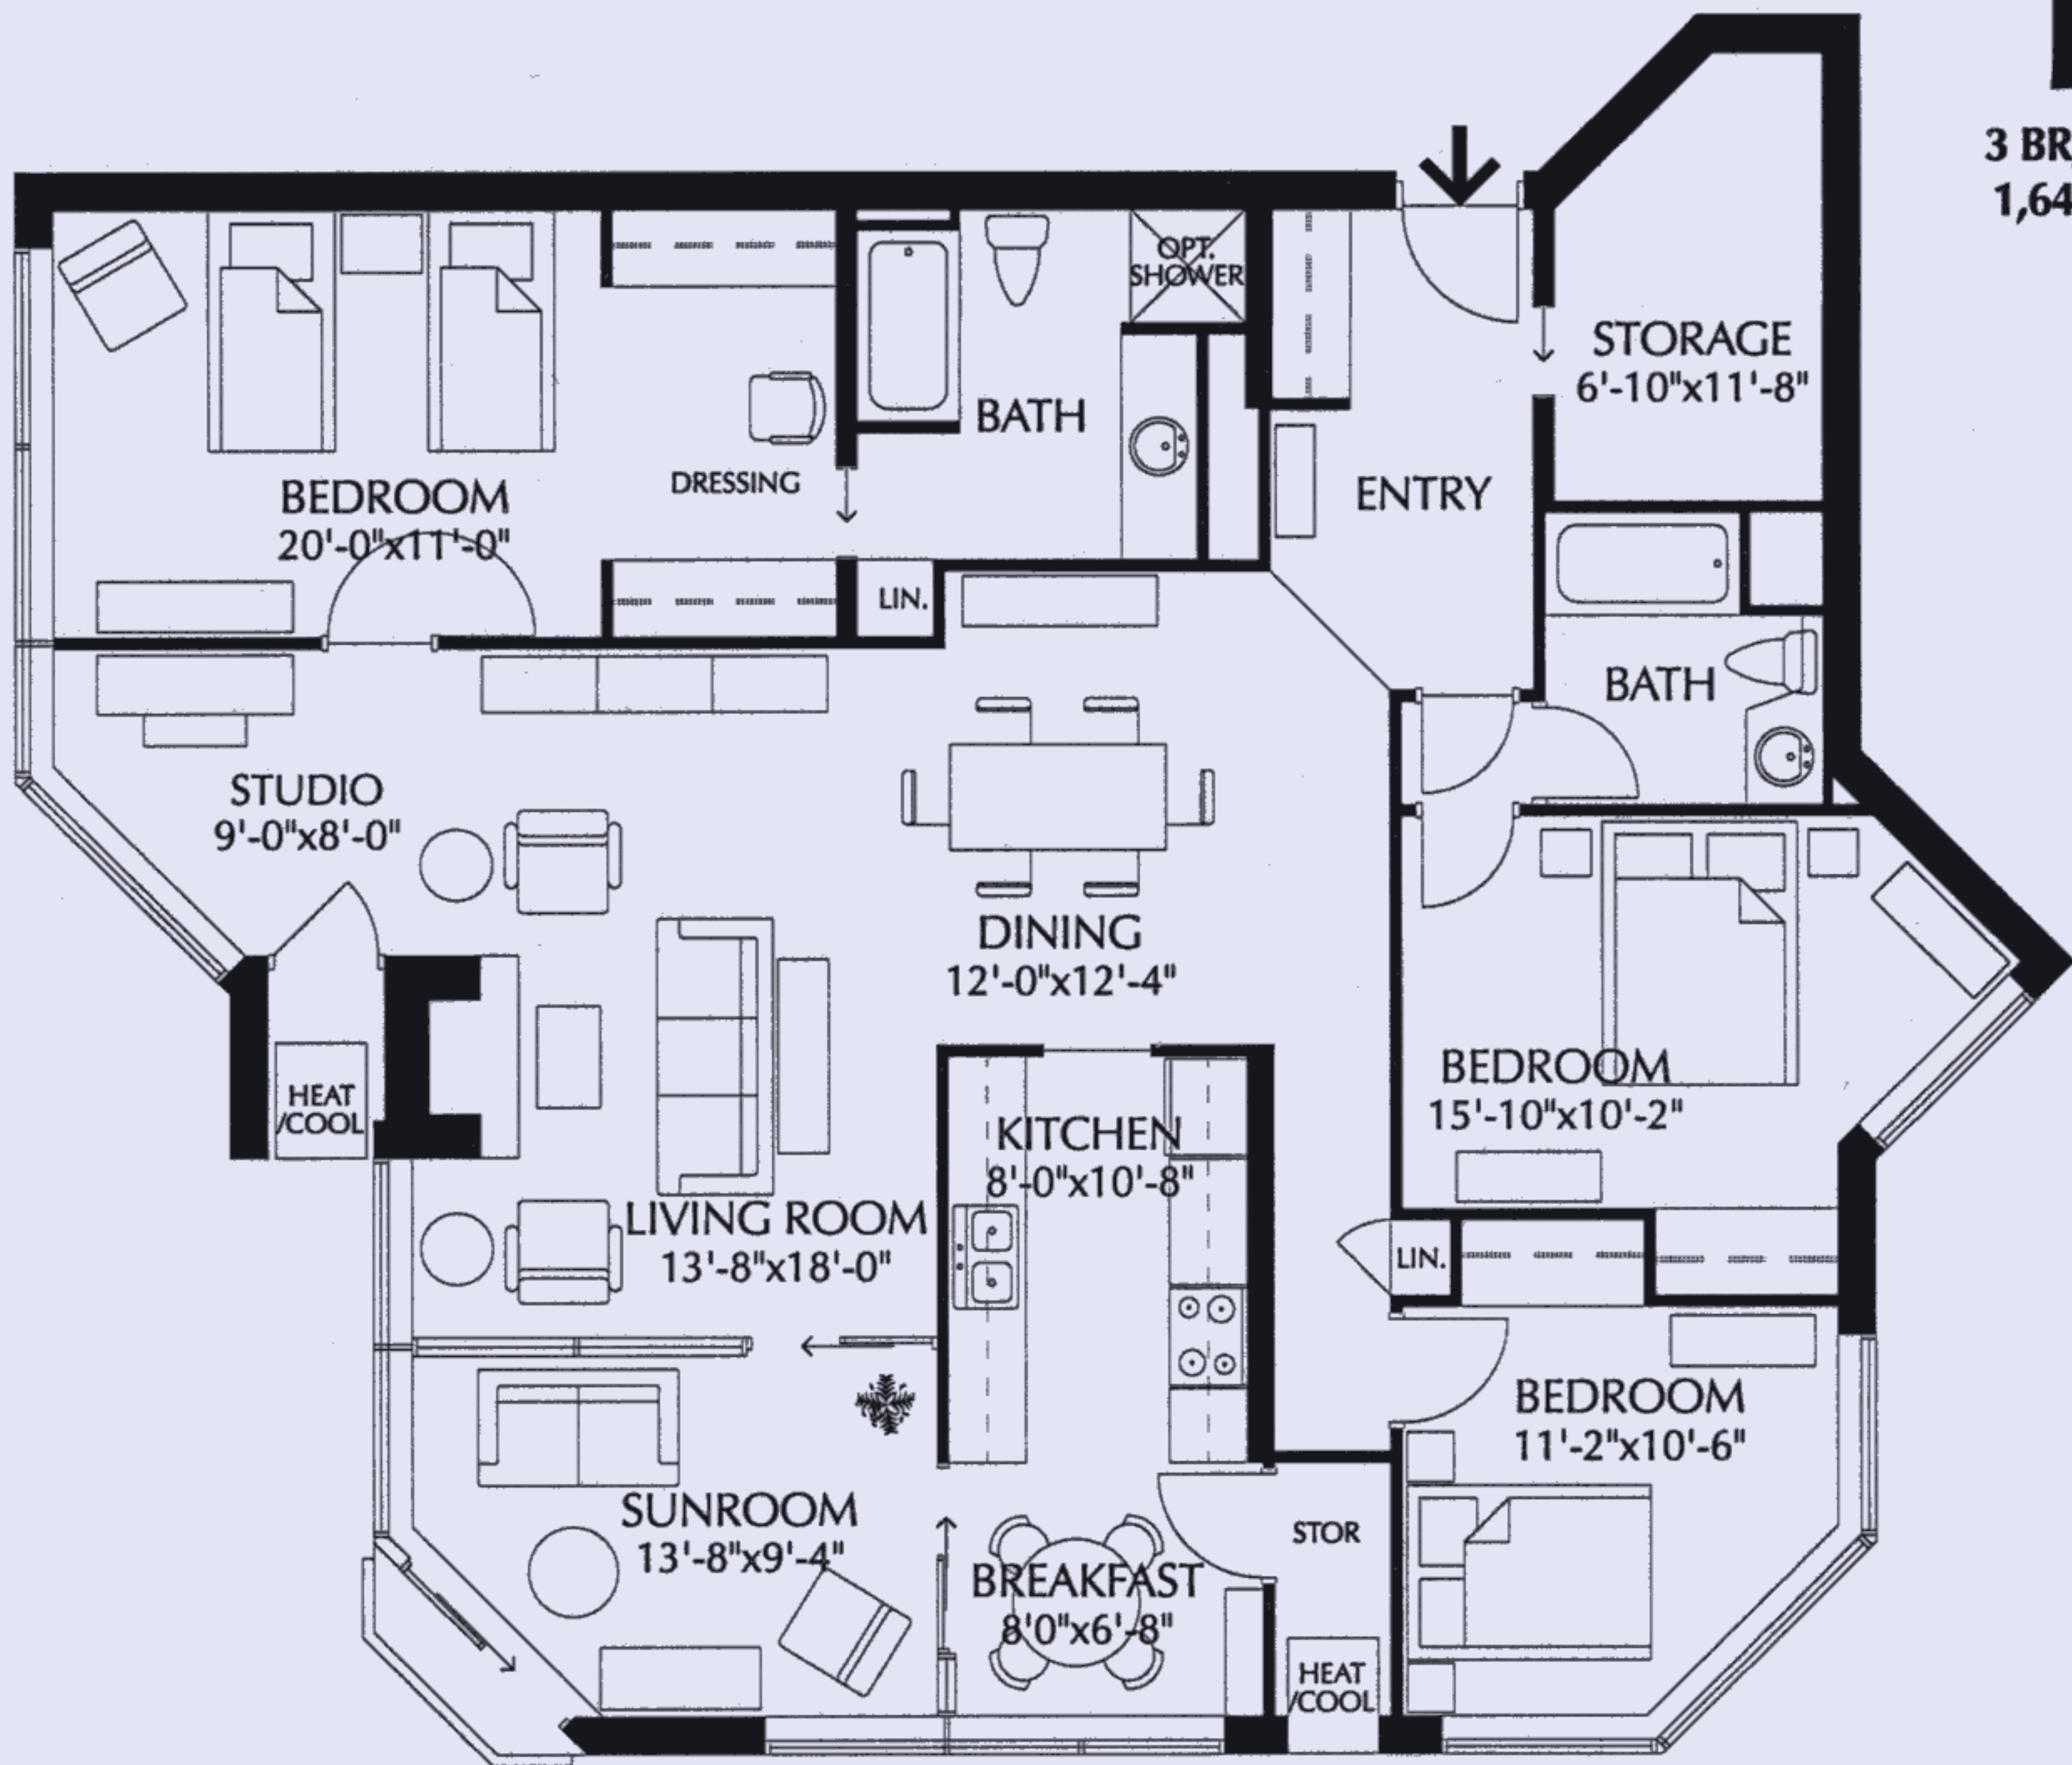 3 BR
1,64
OPT.
SHOWER
STORAGE
6'-10"x11'-8"
BATH
DRESSING
BEDROOM
20'-0"x11'-0"
ENTRY
LIN.
BATH
STUDIO
9'-0"x8'-0"
DINING
12'-0"x12'-4"
HEAT
/COOL
KITCHEN
8'-0"x10'-8"
BEDROOM
15'-10"x10'-2"
LIVING ROOM
13'-8"x18'-0"
LIN.
BEDROOM
11'-2"x10'-6"
SUNROOM
13'-8"x9'-4"
STOR
BREAKFAST
8'0"x6'-8"
HEAT
/COOL